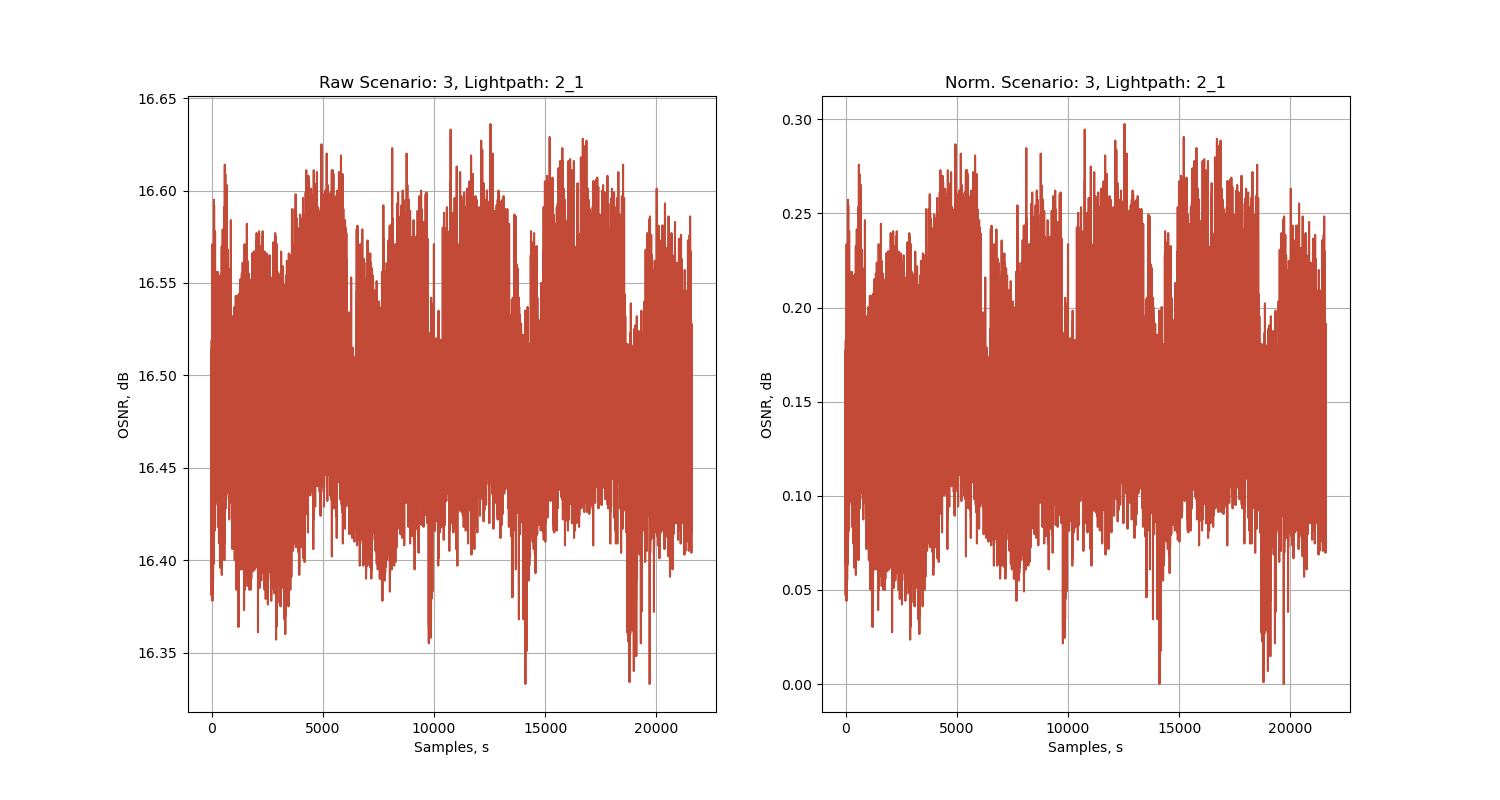 Raw Scenario: 3, Lightpath: 2_1
16.65
16.60
16.55
16.50
16.45
16.40
16.35
OSNR, dB
0 5000 10000 15000 20000
Samples, s
Norm. Scenario: 3, Lightpath: 2_1
0.30
0.25
0.20
0.15
0.10
0.05
0.00
OSNR, dB
0 5000 10000 15000 20000
Samples, s